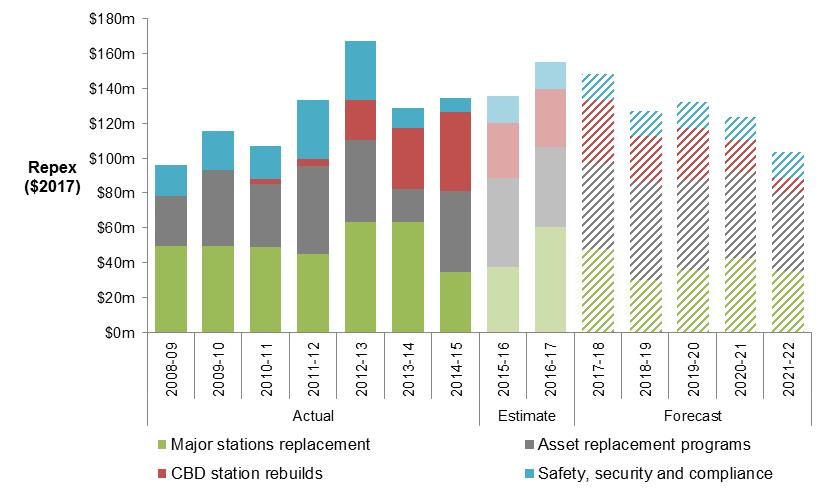 $180m
$160m
$140m
$120m
$100m
$80m
$60m
$40m
$20m
$0m
Repex
($2017)
2008-09
2009-10
2010-11
2011-12
2012-13
2013-14
2014-15
2015-16
2016-17
2017-18
2018-19
2019-20
2020-21
2021-22
Actual
Estimate
Forecast
Major stations replacement
Asset replacement programs
CBD station rebuilds
Safety, security and compliance